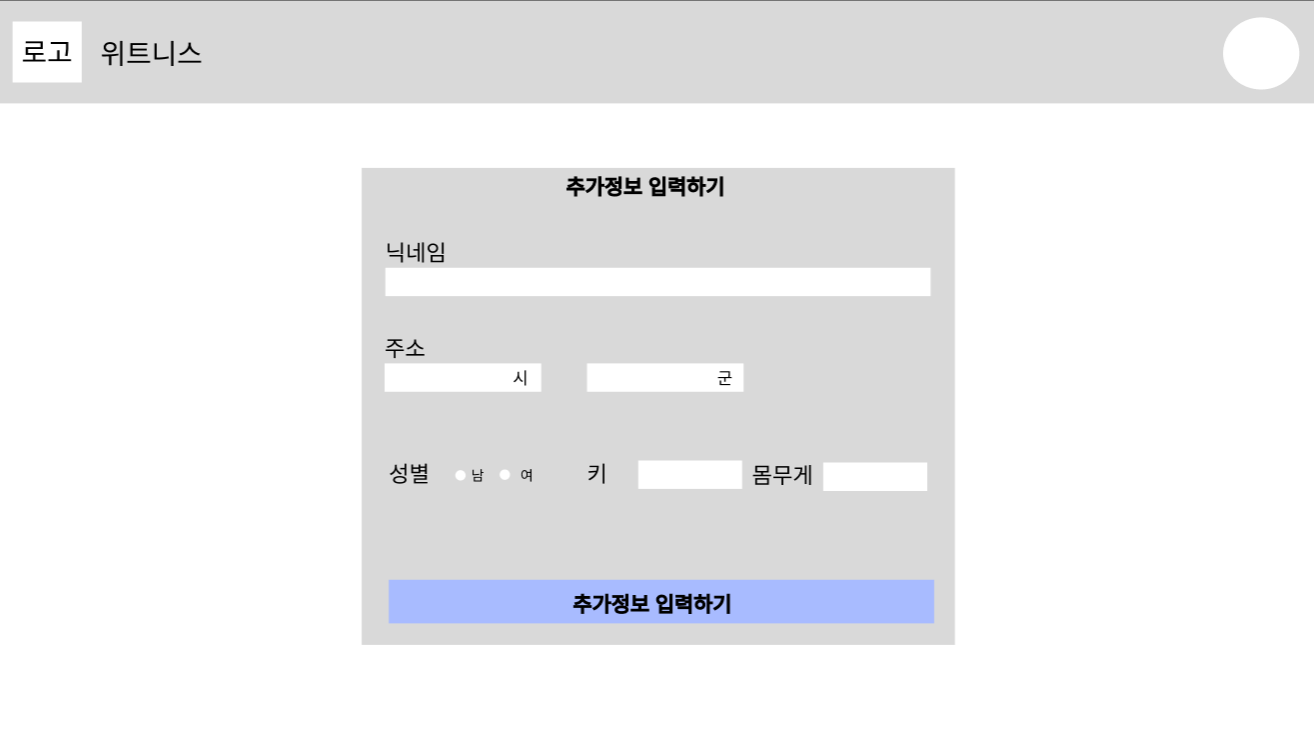 로고 위트니스
추가정보 입력하기
닉네임
주소
시 군
성별 남 여 키 몸무게
추가정보 입력하기